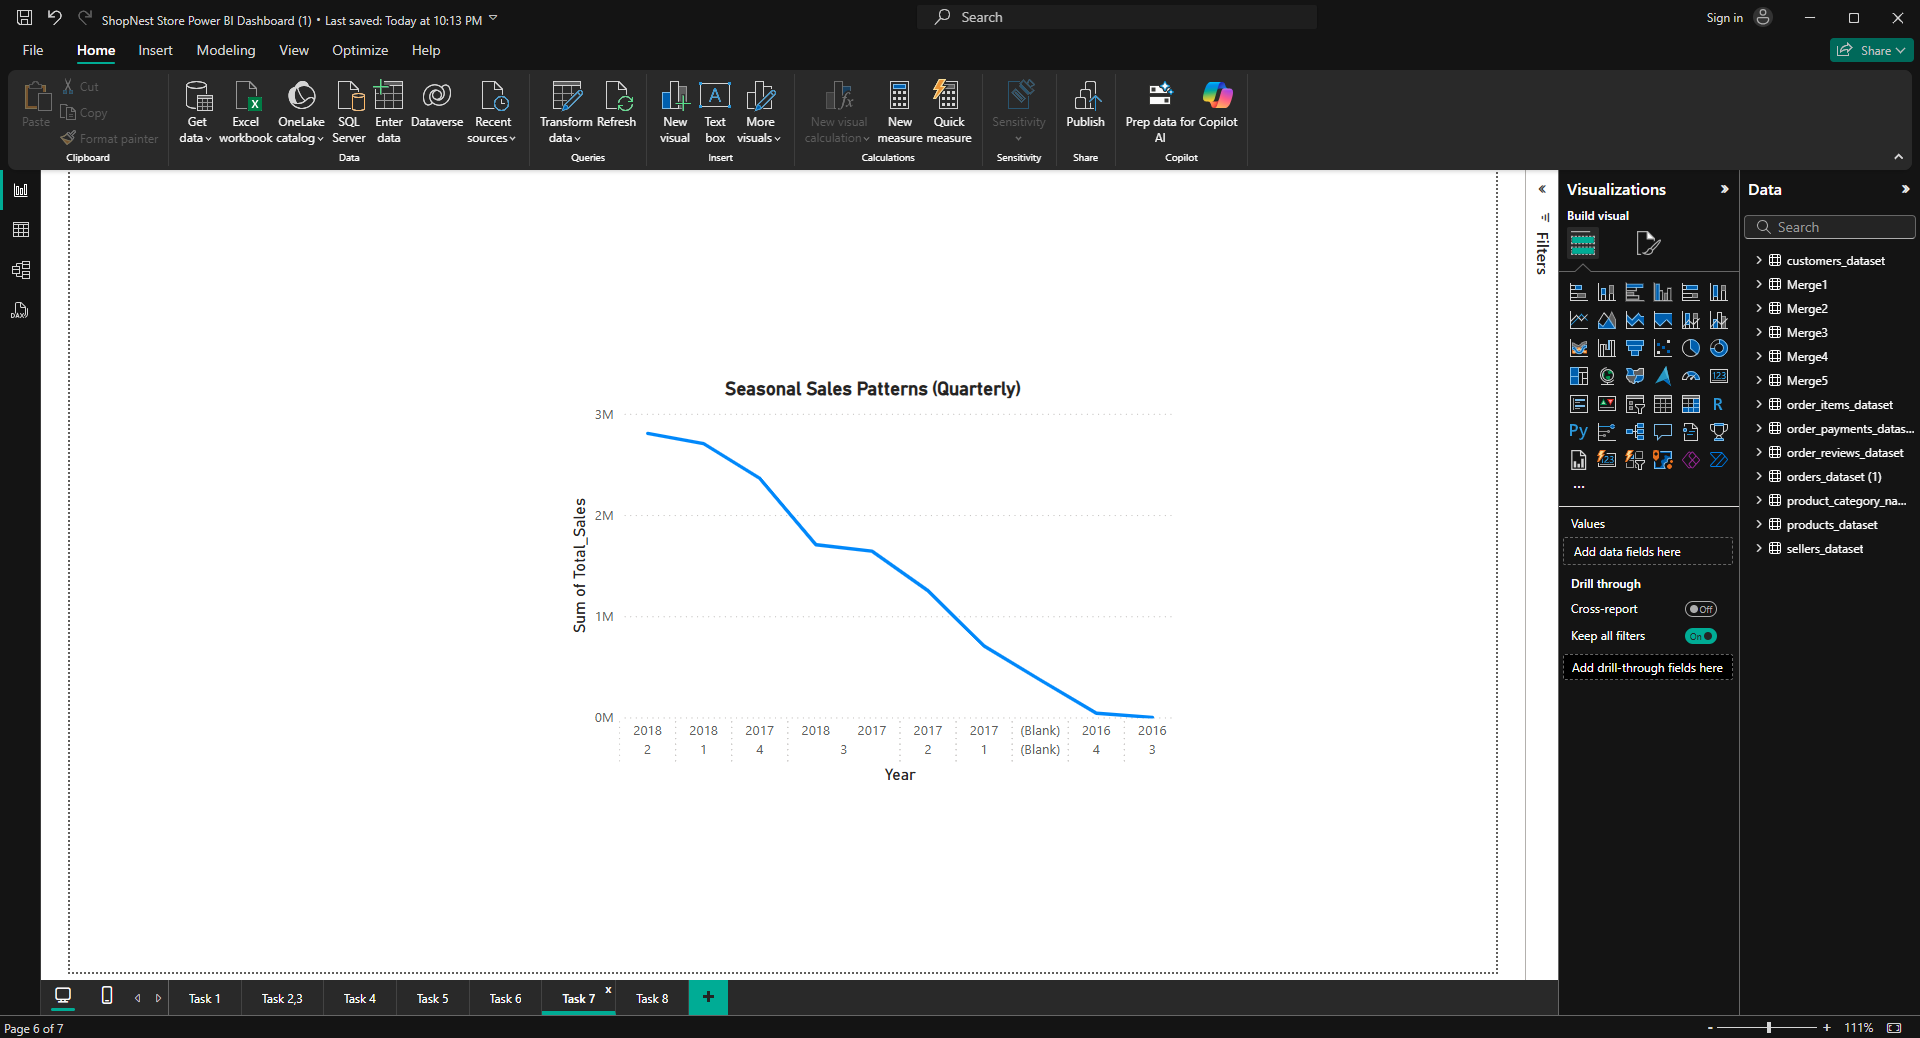 ShopNest Store Power BI Dashboard (1) • Last saved: Today at 10:13 PM
Search
Sign in
File
Home
Insert
Modeling
View
Optimize
Help
Share
Paste
Cut
Copy
Format painter
Clipboard
Get data
Excel workbook
OneLake catalog
SQL Server
Enter data
Dataverse
Recent sources
Data
Transform data
Refresh
Queries
New visual
Text box
More visuals
Insert
New visual calculation
New measure
Quick measure
Calculations
Sensitivity
Sensitivity
Publish
Share
Prep data for AI
Copilot
Copilot
Seasonal Sales Patterns (Quarterly)
3M
2M
1M
0M
Sum of Total_Sales
2018 2018 2017 2018 2017 2017 2017 (Blank) 2016 2016
2 1 4 3 2 1 (Blank) 4 3
Year
Filters
Visualizations
Build visual
123
R
Py
123
...
Values
Add data fields here
Drill through
Cross-report
Off
Keep all filters
On
Add drill-through fields here
Data
Search
customers_dataset
Merge1
Merge2
Merge3
Merge4
Merge5
order_items_dataset
order_payments_datas...
order_reviews_dataset
orders_dataset (1)
product_category_na...
products_dataset
sellers_dataset
DAX
Task 1
Task 2,3
Task 4
Task 5
Task 6
Task 7
x
Task 8
+
Page 6 of 7
- + 111%